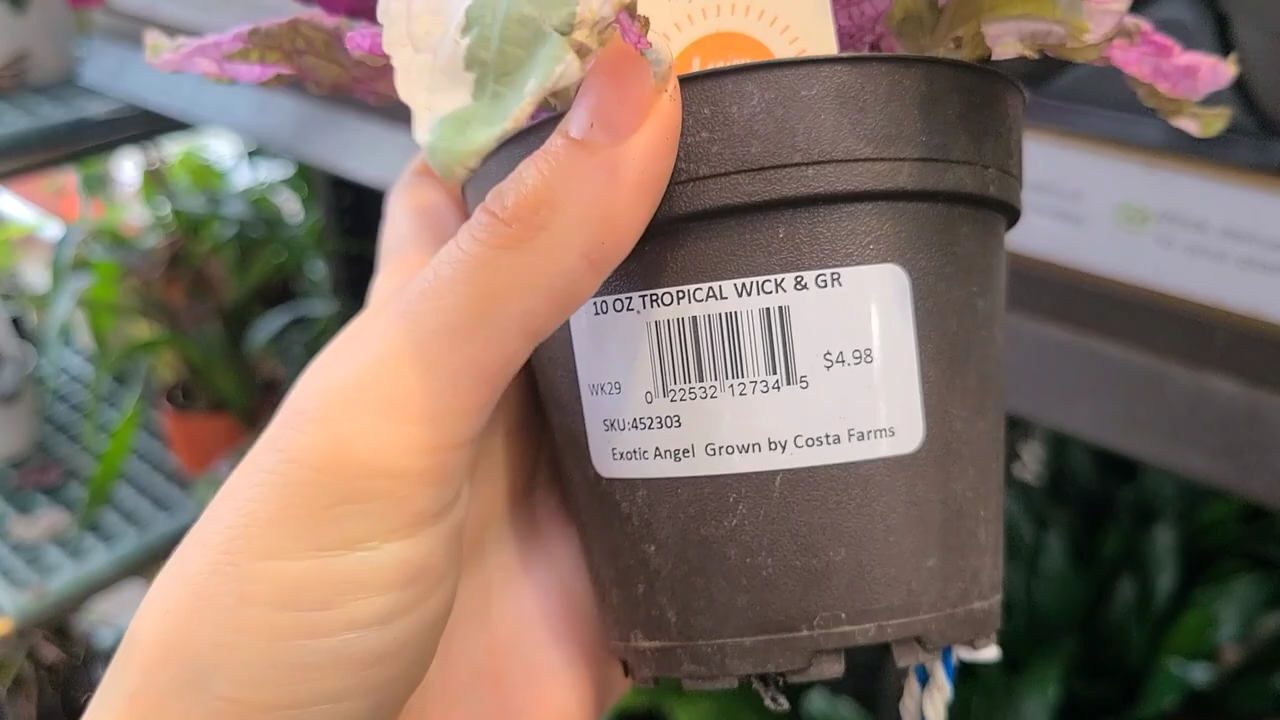 10 OZ TROPICAL WICK & GR
$4.98
WK29
0 22532 12734 5
SKU:452303
Exotic Angel Grown by Costa Farms